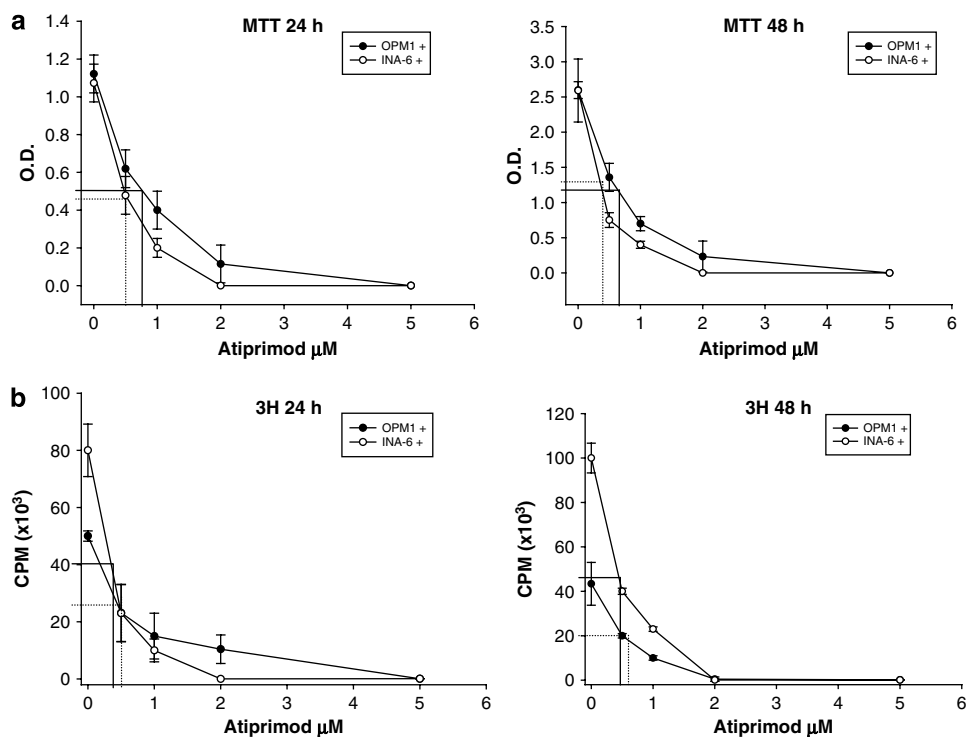 a
MTT 24 h
OPM1 +
INA-6 +
O.D.
1.4
1.2
1.0
0.8
0.6
0.4
0.2
0.0
0 1 2 3 4 5 6
Atiprimod μM
MTT 48 h
OPM1 +
INA-6 +
O.D.
3.5
3.0
2.5
2.0
1.5
1.0
0.5
0.0
0 1 2 3 4 5 6
Atiprimod μM
b
3H 24 h
OPM1 +
INA-6 +
CPM (x10³)
100
80
60
40
20
0
0 1 2 3 4 5 6
Atiprimod μM
3H 48 h
OPM1 +
INA-6 +
CPM (x10³)
120
100
80
60
40
20
0
0 1 2 3 4 5 6
Atiprimod μM